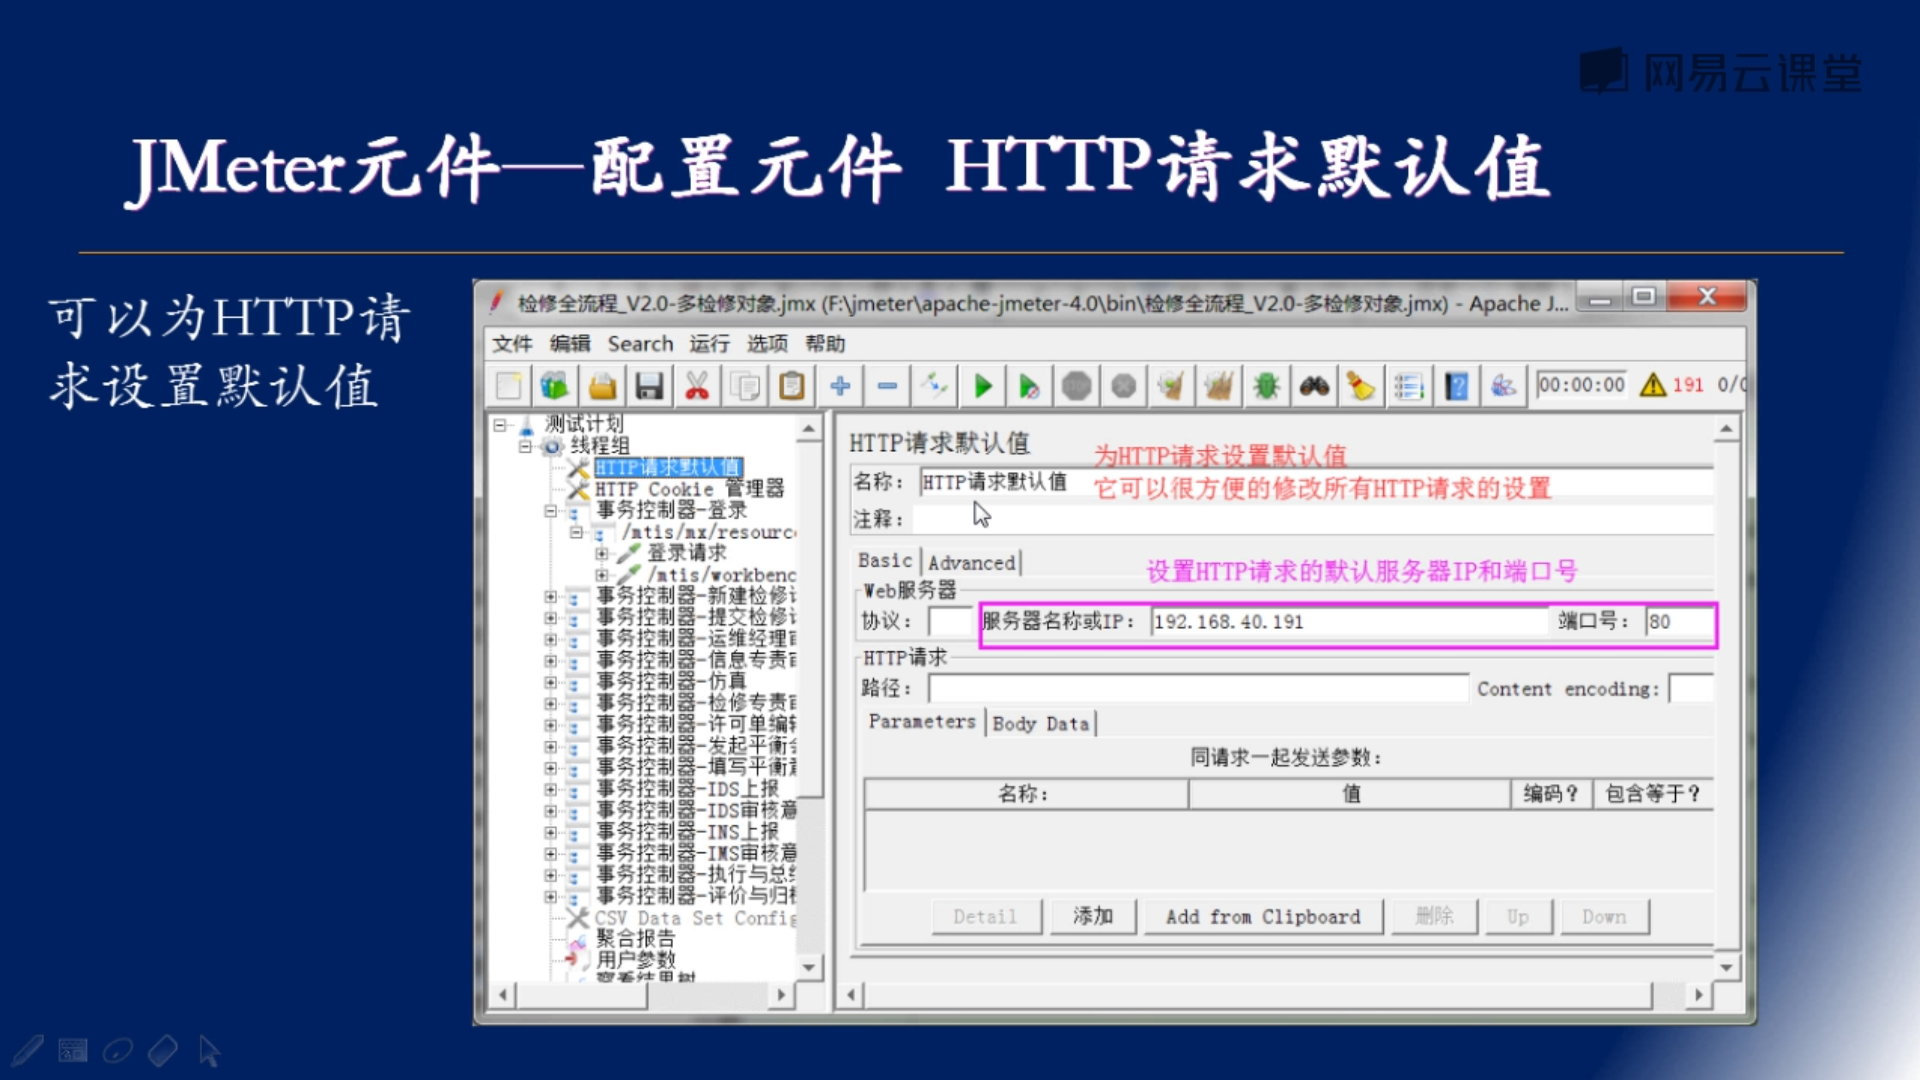 网易云课堂
JMeter元件—配置元件 HTTP请求默认值
可以为HTTP请
求设置默认值
检修全流程_V2.0-多检修对象.jmx (F:\jmeter\apache-jmeter-4.0\bin\检修全流程_V2.0-多检修对象.jmx) - Apache J...
文件 编辑 Search 运行 选项 帮助
00:00:00 191 0/
测试计划
线程组
HTTP请求默认值
HTTP Cookie 管理器
事务控制器-登录
/mtis/mx/resourc
登录请求
/mtis/workbenc
事务控制器-新建检修
事务控制器-提交检修
事务控制器-运维经理
事务控制器-信息专责
事务控制器-仿真
事务控制器-检修专责
事务控制器-许可单编
事务控制器-发起平衡
事务控制器-填写平衡
事务控制器-IDS上报
事务控制器-IDS审核意
事务控制器-INS上报
事务控制器-IMS审核意
事务控制器-执行与总
事务控制器-评价与归
CSV Data Set Config
聚合报告
用户参数
察看结果树
HTTP请求默认值
为HTTP请求设置默认值
名称： HTTP请求默认值
它可以很方便的修改所有HTTP请求的设置
注释：
Basic Advanced
设置HTTP请求的默认服务器IP和端口号
Web服务器
协议： 服务器名称或IP： 192.168.40.191 端口号： 80
HTTP请求
路径： Content encoding:
Parameters Body Data
同请求一起发送参数：
名称： 值 编码？ 包含等于？
Detail 添加 Add from Clipboard 删除 Up Down